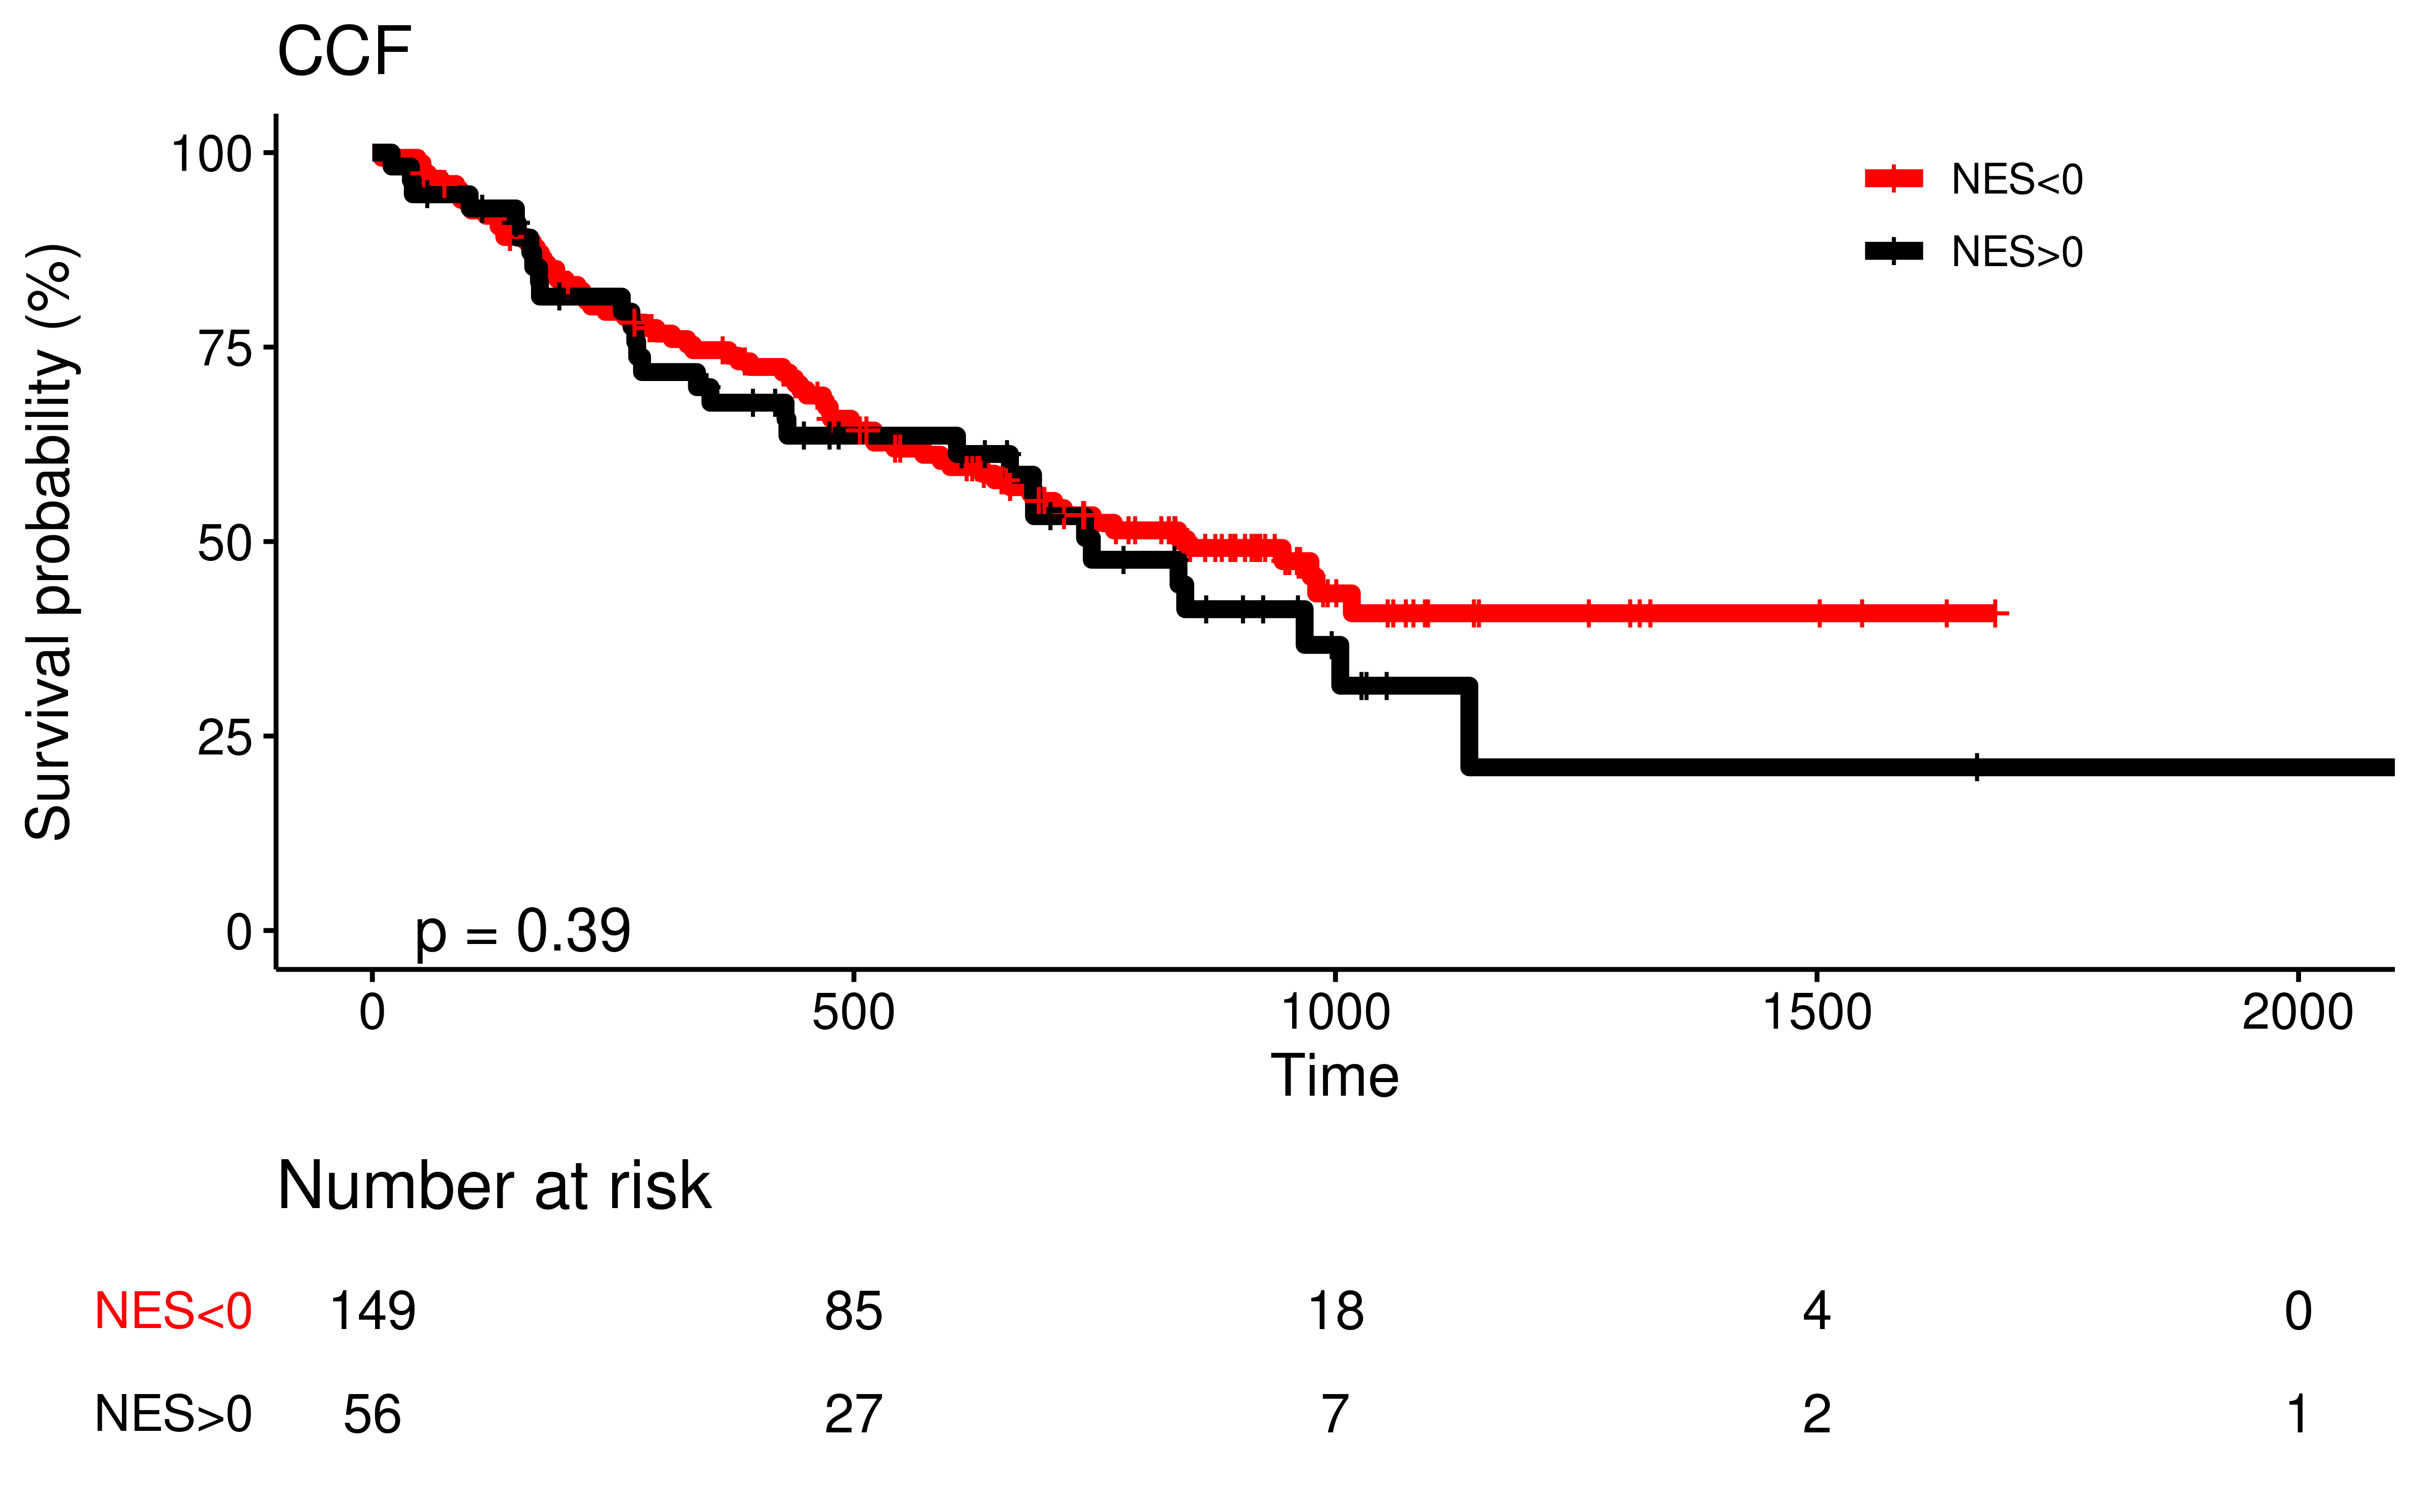 CCF
Survival probability (%)
100
75
50
25
0
NES<0
NES>0
p = 0.39
0 500 1000 1500 2000
Time
Number at risk
NES<0 149 85 18 4 0
NES>0 56 27 7 2 1